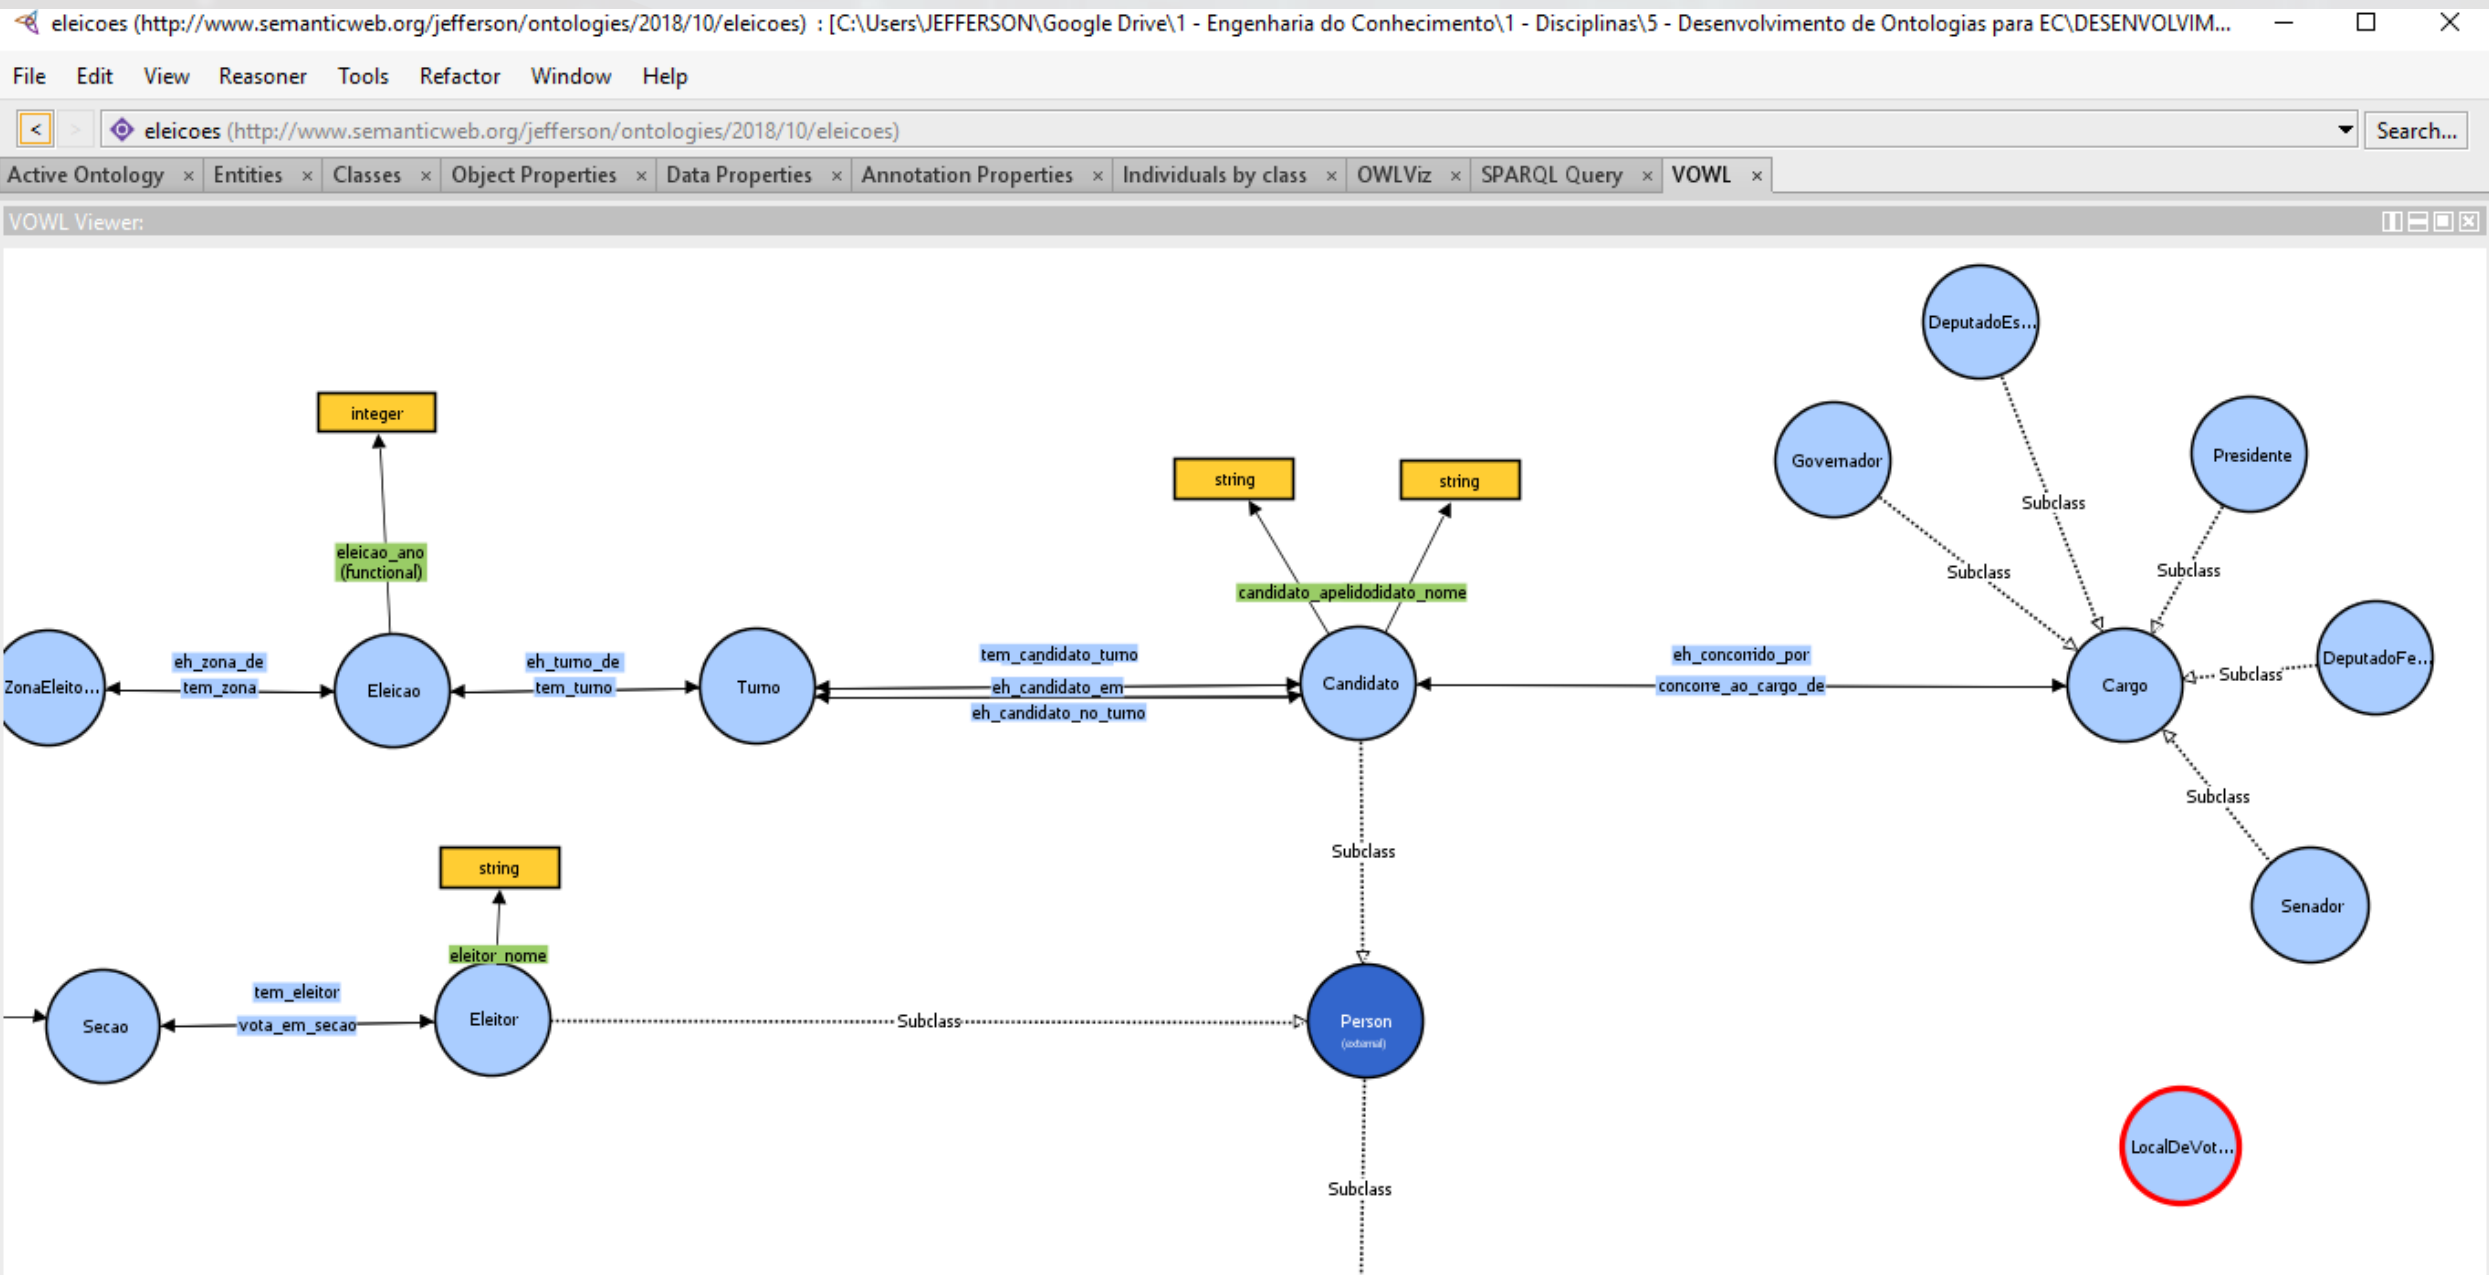 eleicoes (http://www.semanticweb.org/jefferson/ontologies/2018/10/eleicoes) : [C:\Users\JEFFERSON\Google Drive\1 - Engenharia do Conhecimento\1 - Disciplinas\5 - Desenvolvimento de Ontologias para EC\DESENVOLVIM...
File Edit View Reasoner Tools Refactor Window Help
< > eleicoes (http://www.semanticweb.org/jefferson/ontologies/2018/10/eleicoes) Search...
Active Ontology × Entities × Classes × Object Properties × Data Properties × Annotation Properties × Individuals by class × OWLViz × SPARQL Query × VOWL ×
VOWL Viewer:
DeputadoEs...
integer
Governador
Presidente
string
string
Subclass
eleicao_ano
(functional)
Subclass
Subclass
candidato_apelidodidato_nome
eh_zona_de
tem_zona
eh_turno_de
tem_turno
tem_candidato_turno
eh_candidato_em
eh_candidato_no_turno
eh_concorrido_por
concorre_ao_cargo_de
ZonaEleito...
Eleicao
Turno
Candidato
Cargo
Subclass
DeputadoFe...
Subclass
Subclass
string
Senador
eleitor_nome
tem_eleitor
vota_em_secao
Secao
Eleitor
Subclass
Person
(external)
LocalDeVot...
Subclass